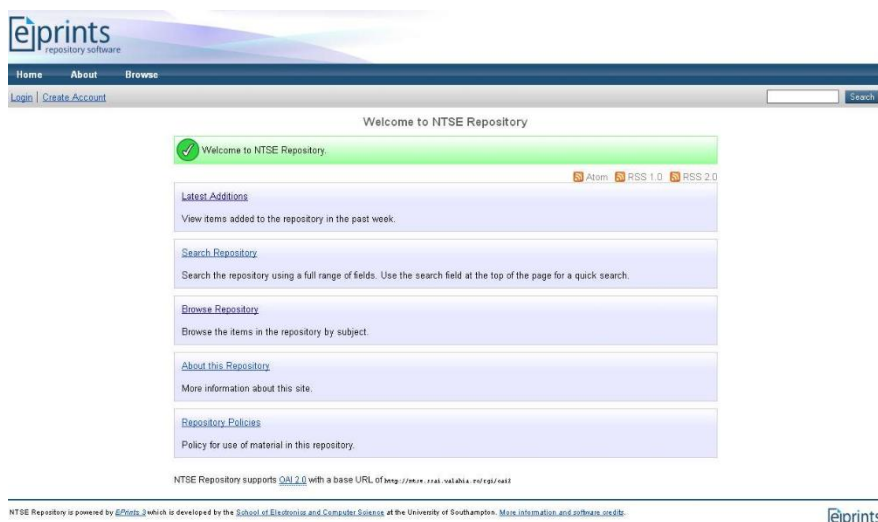 eprints
repository software
Home About Browse
Login | Create Account
Search
Welcome to NTSE Repository
Welcome to NTSE Repository.
Atom RSS 1.0 RSS 2.0
Latest Additions
View items added to the repository in the past week.
Search Repository
Search the repository using a full range of fields. Use the search field at the top of the page for a quick search.
Browse Repository
Browse the items in the repository by subject.
About this Repository
More information about this site.
Repository Policies
Policy for use of material in this repository.
NTSE Repository supports OAI 2.0 with a base URL of
NTSE Repository is powered by EPrints 3 which is developed by the School of Electronics and Computer Science at the University of Southampton. More information and software credits.
eprints